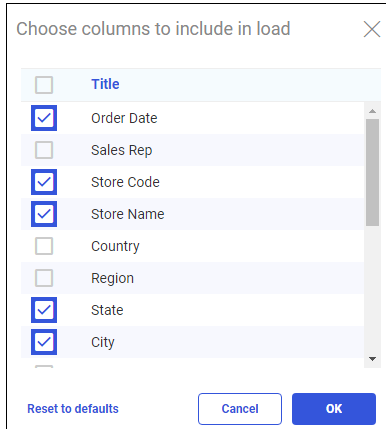 Choose columns to include in load
Title
Order Date
Sales Rep
Store Code
Store Name
Country
Region
State
City
Reset to defaults
Cancel
OK